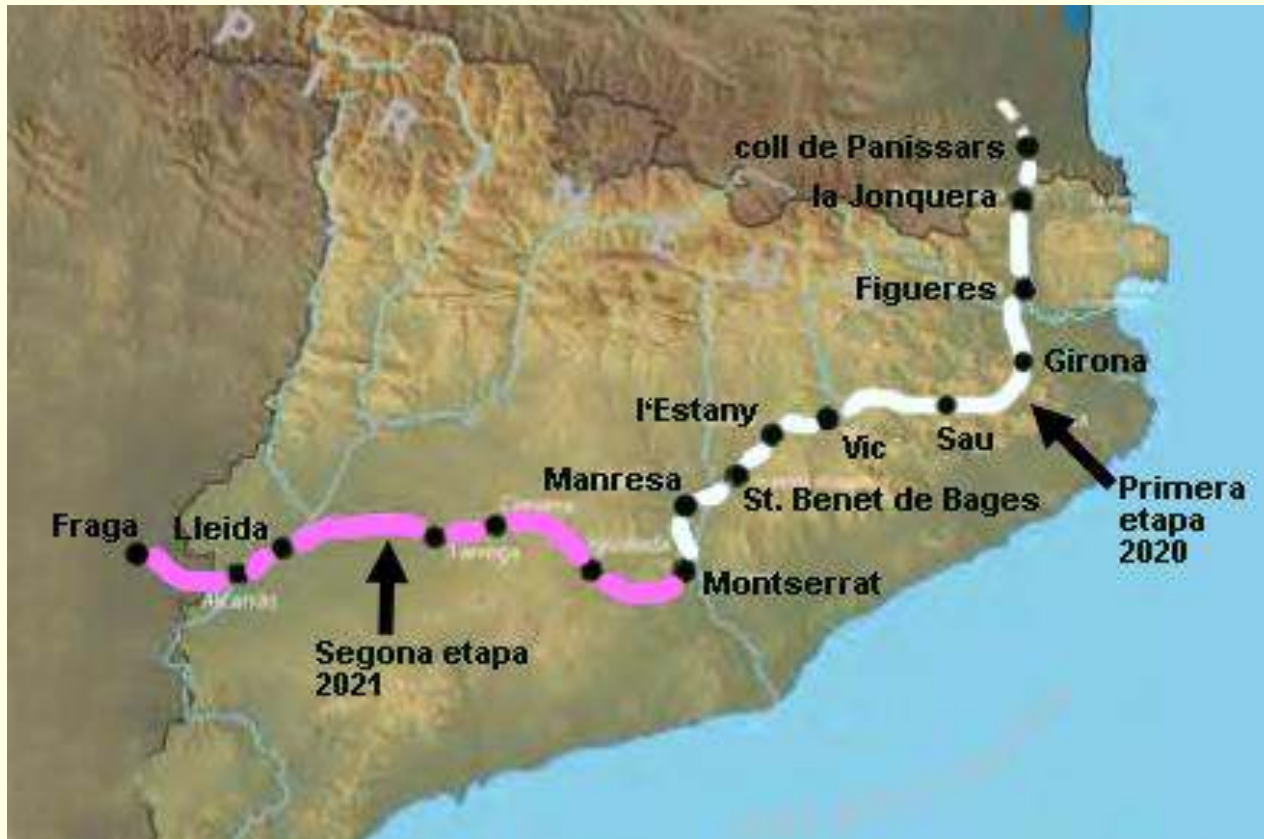 P
I
R
coll de Panissars
la Jonquera
Figueres
Girona
l'Estany
Vic
Sau
Manresa
St. Benet de Bages
Primera
etapa
2020
Fraga
Lleida
Tàrrega
Montserrat
Segona etapa
2021